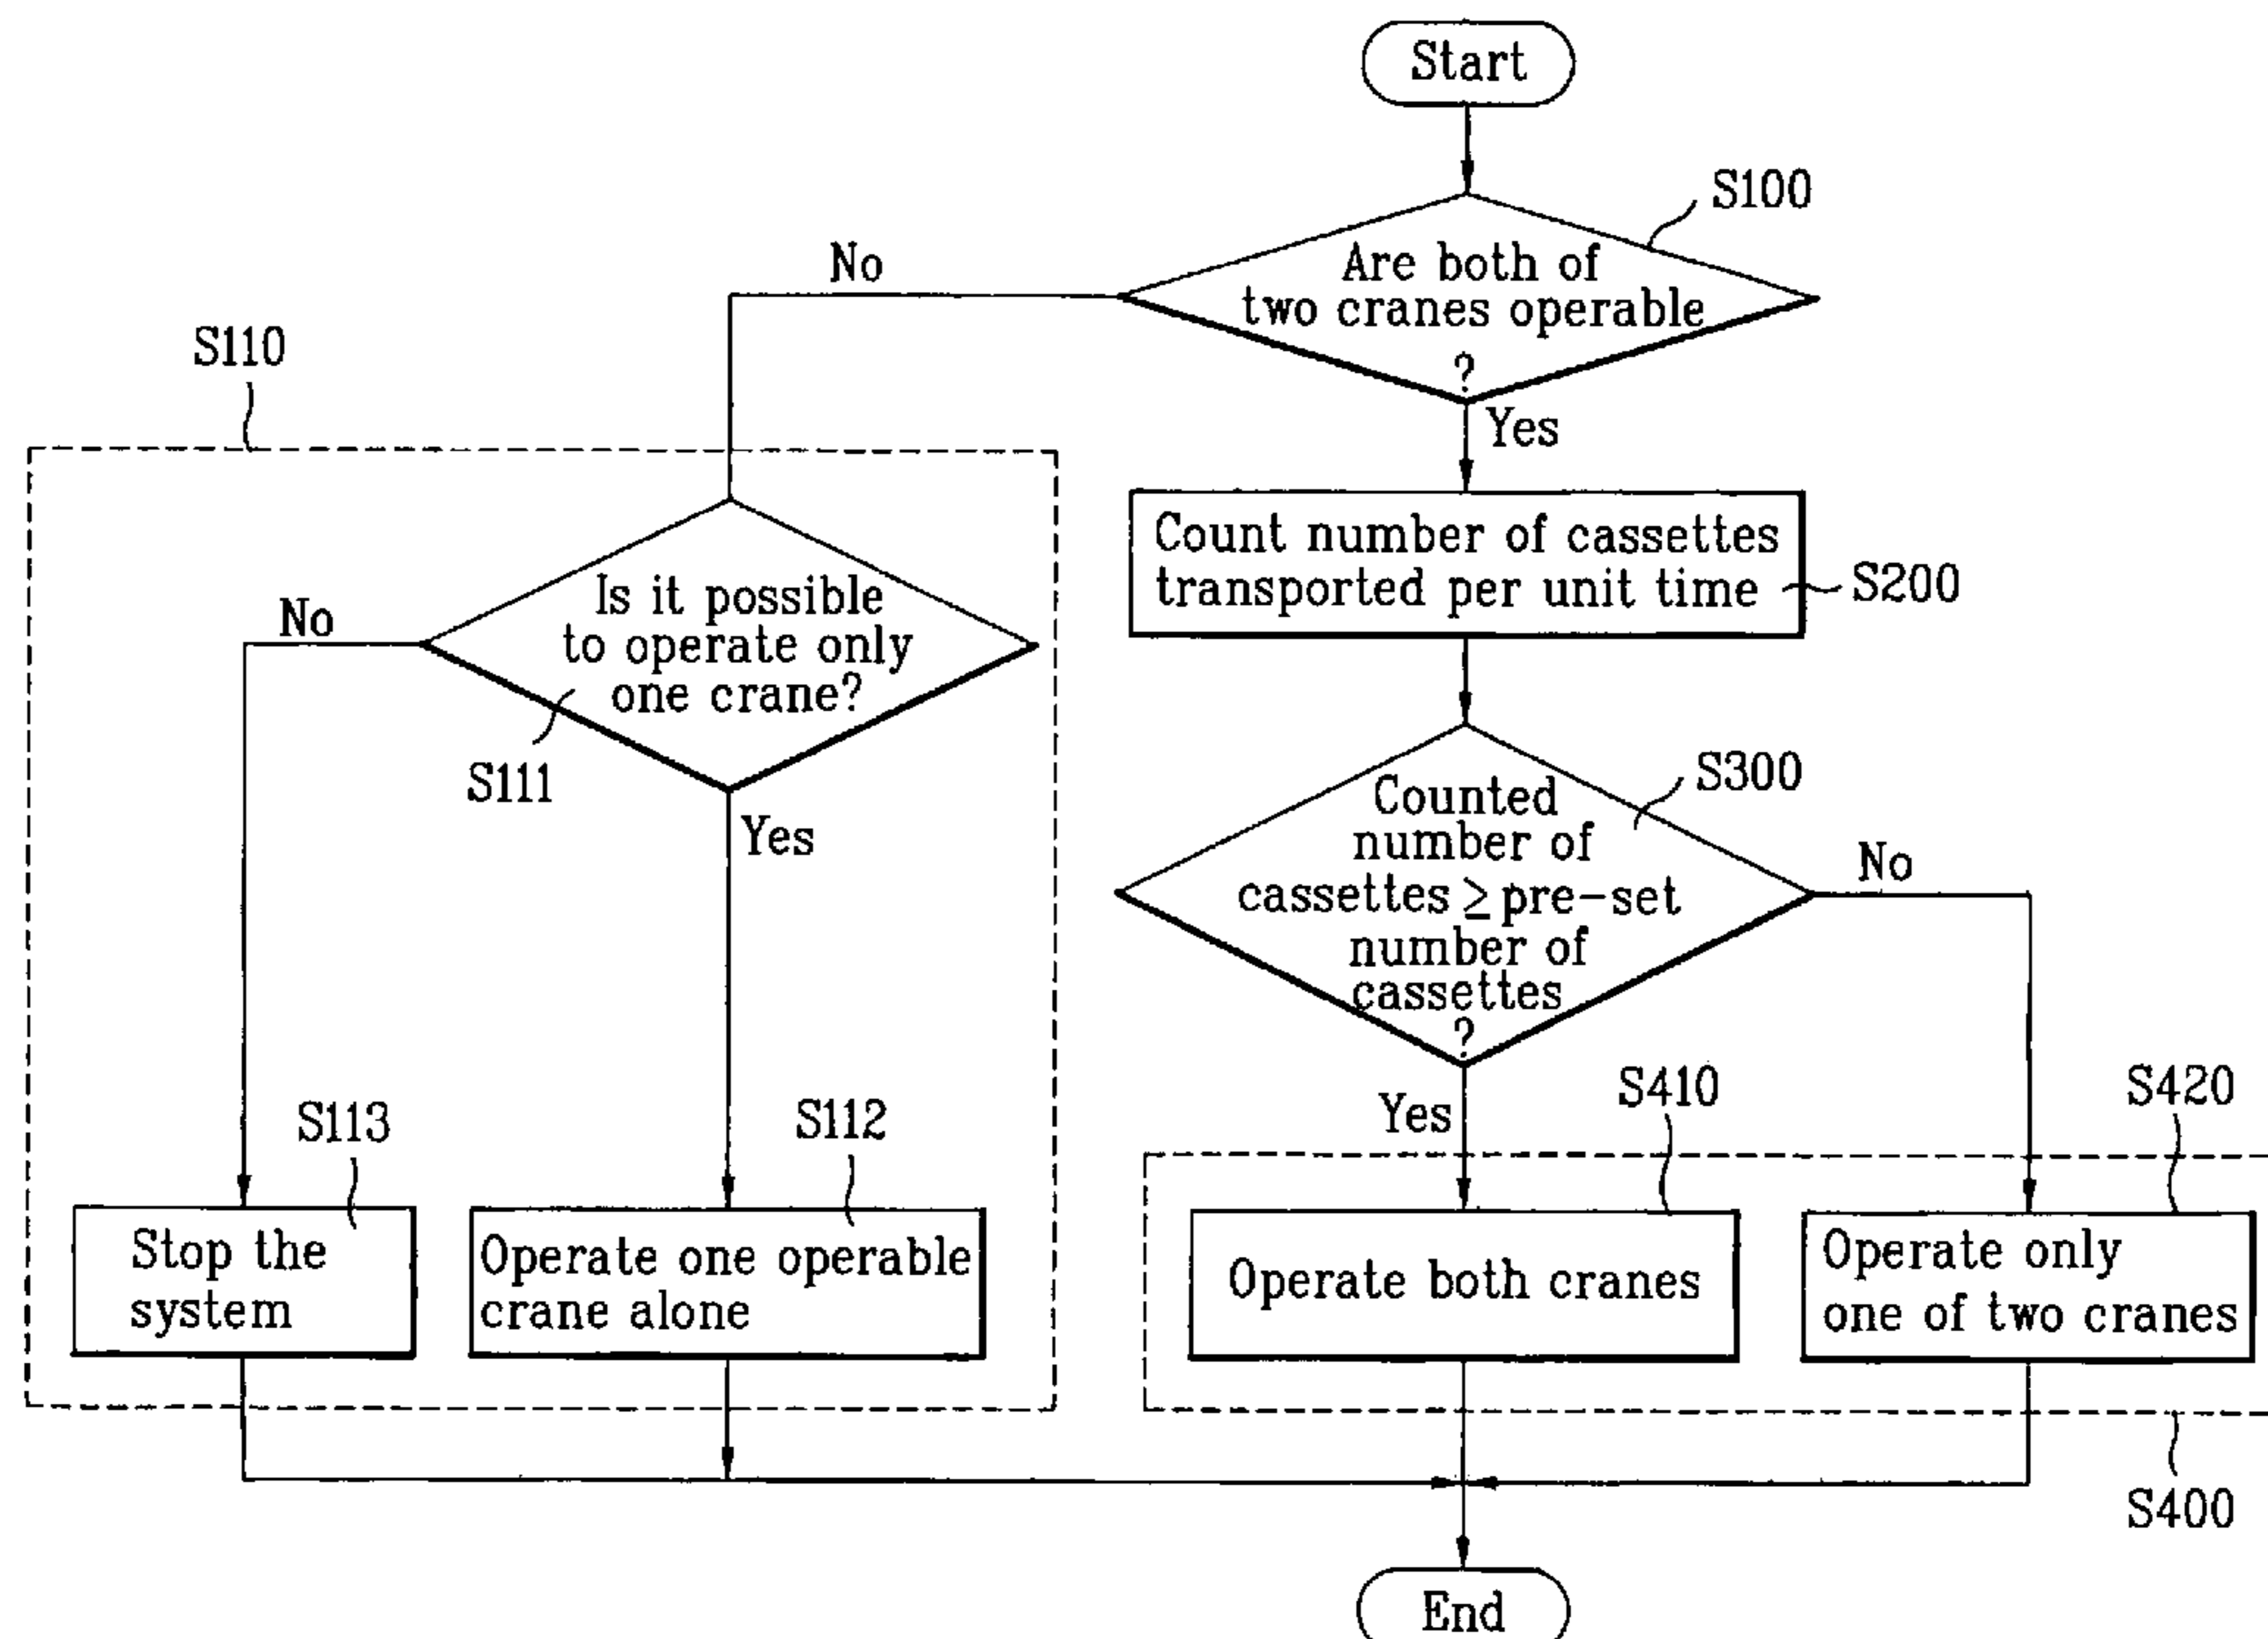 Start
S100
Are both of
two cranes operable
?
No
Yes
S110
Count number of cassettes
transported per unit time
S200
Is it possible
to operate only
one crane?
No
S111
Yes
S300
Counted
number of
cassettes ≥ pre-set
number of
cassettes
?
No
Yes
S113
S112
S410
S420
Stop the
system
Operate one operable
crane alone
Operate both cranes
Operate only
one of two cranes
S400
End